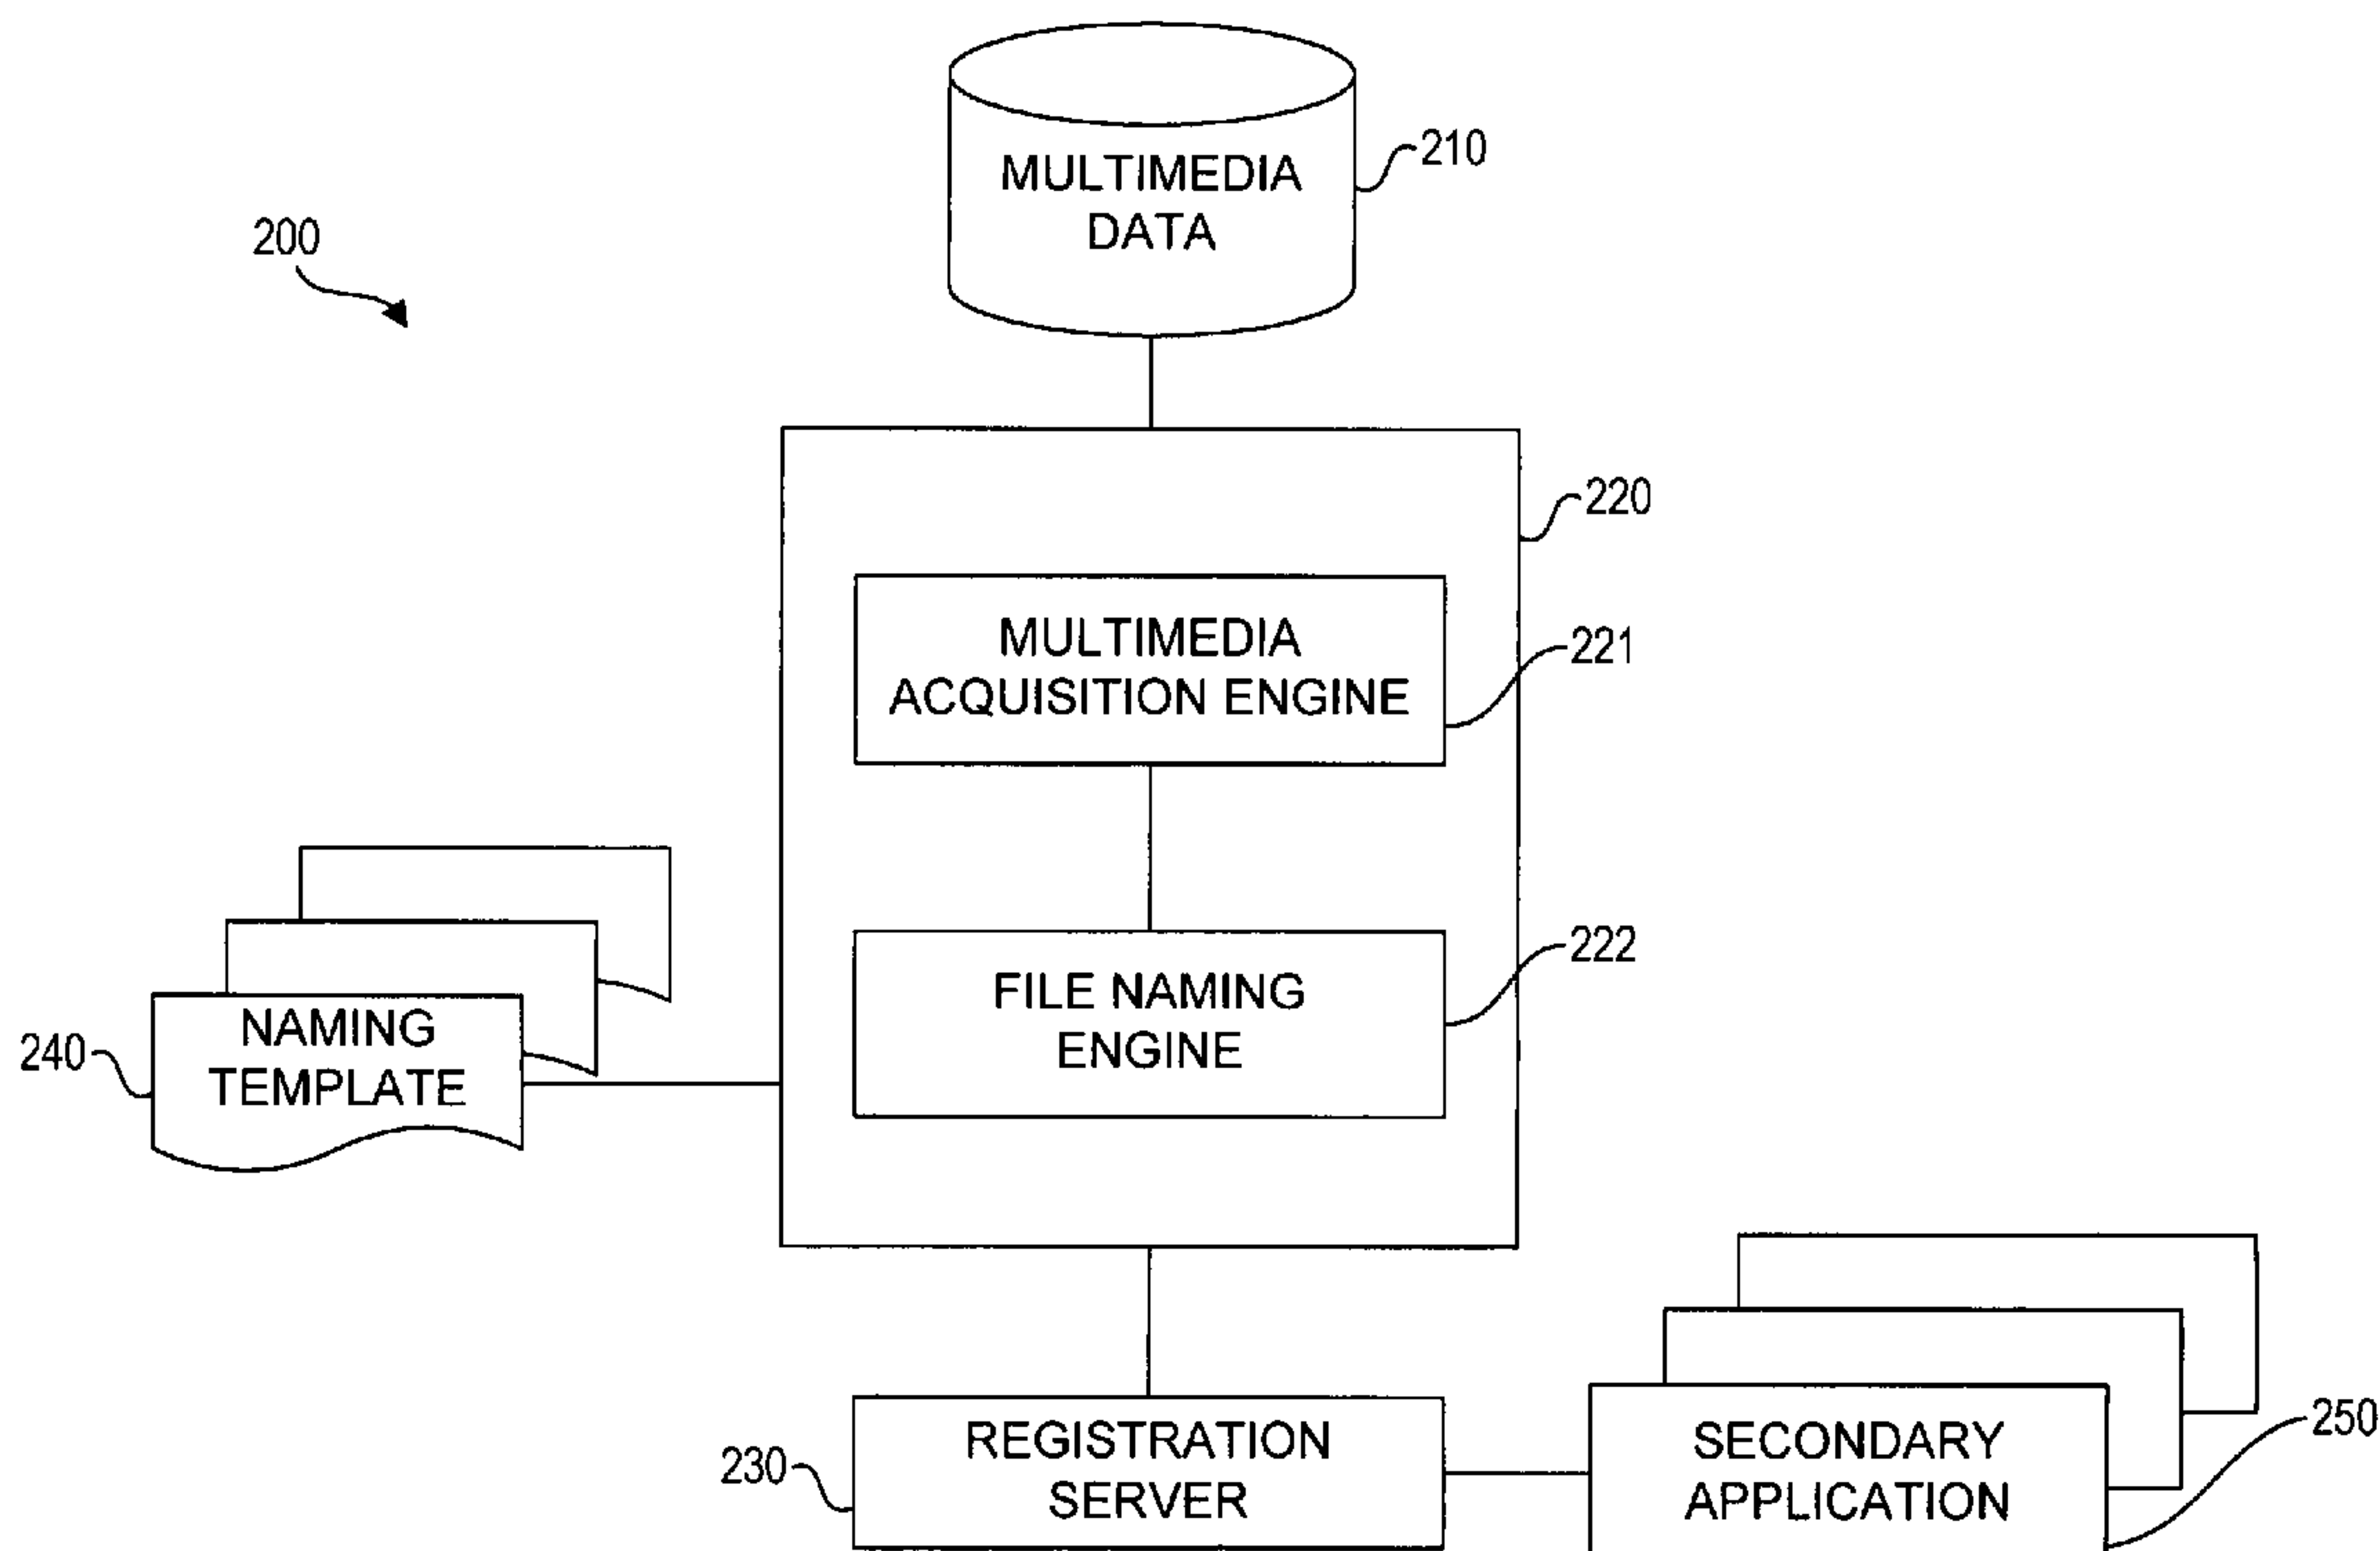 MULTIMEDIA
DATA
210
200
220
MULTIMEDIA
ACQUISITION ENGINE
221
FILE NAMING
ENGINE
222
NAMING
TEMPLATE
240
REGISTRATION
SERVER
230
SECONDARY
APPLICATION
250